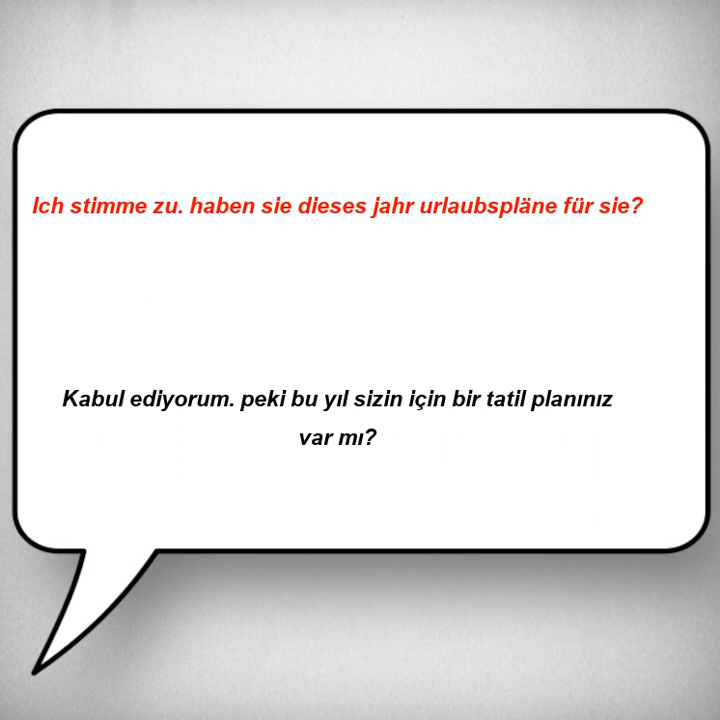 Ich stimme zu. haben sie dieses jahr urlaubspläne für sie?
Kabul ediyorum. peki bu yıl sizin için bir tatil planınız
var mı?